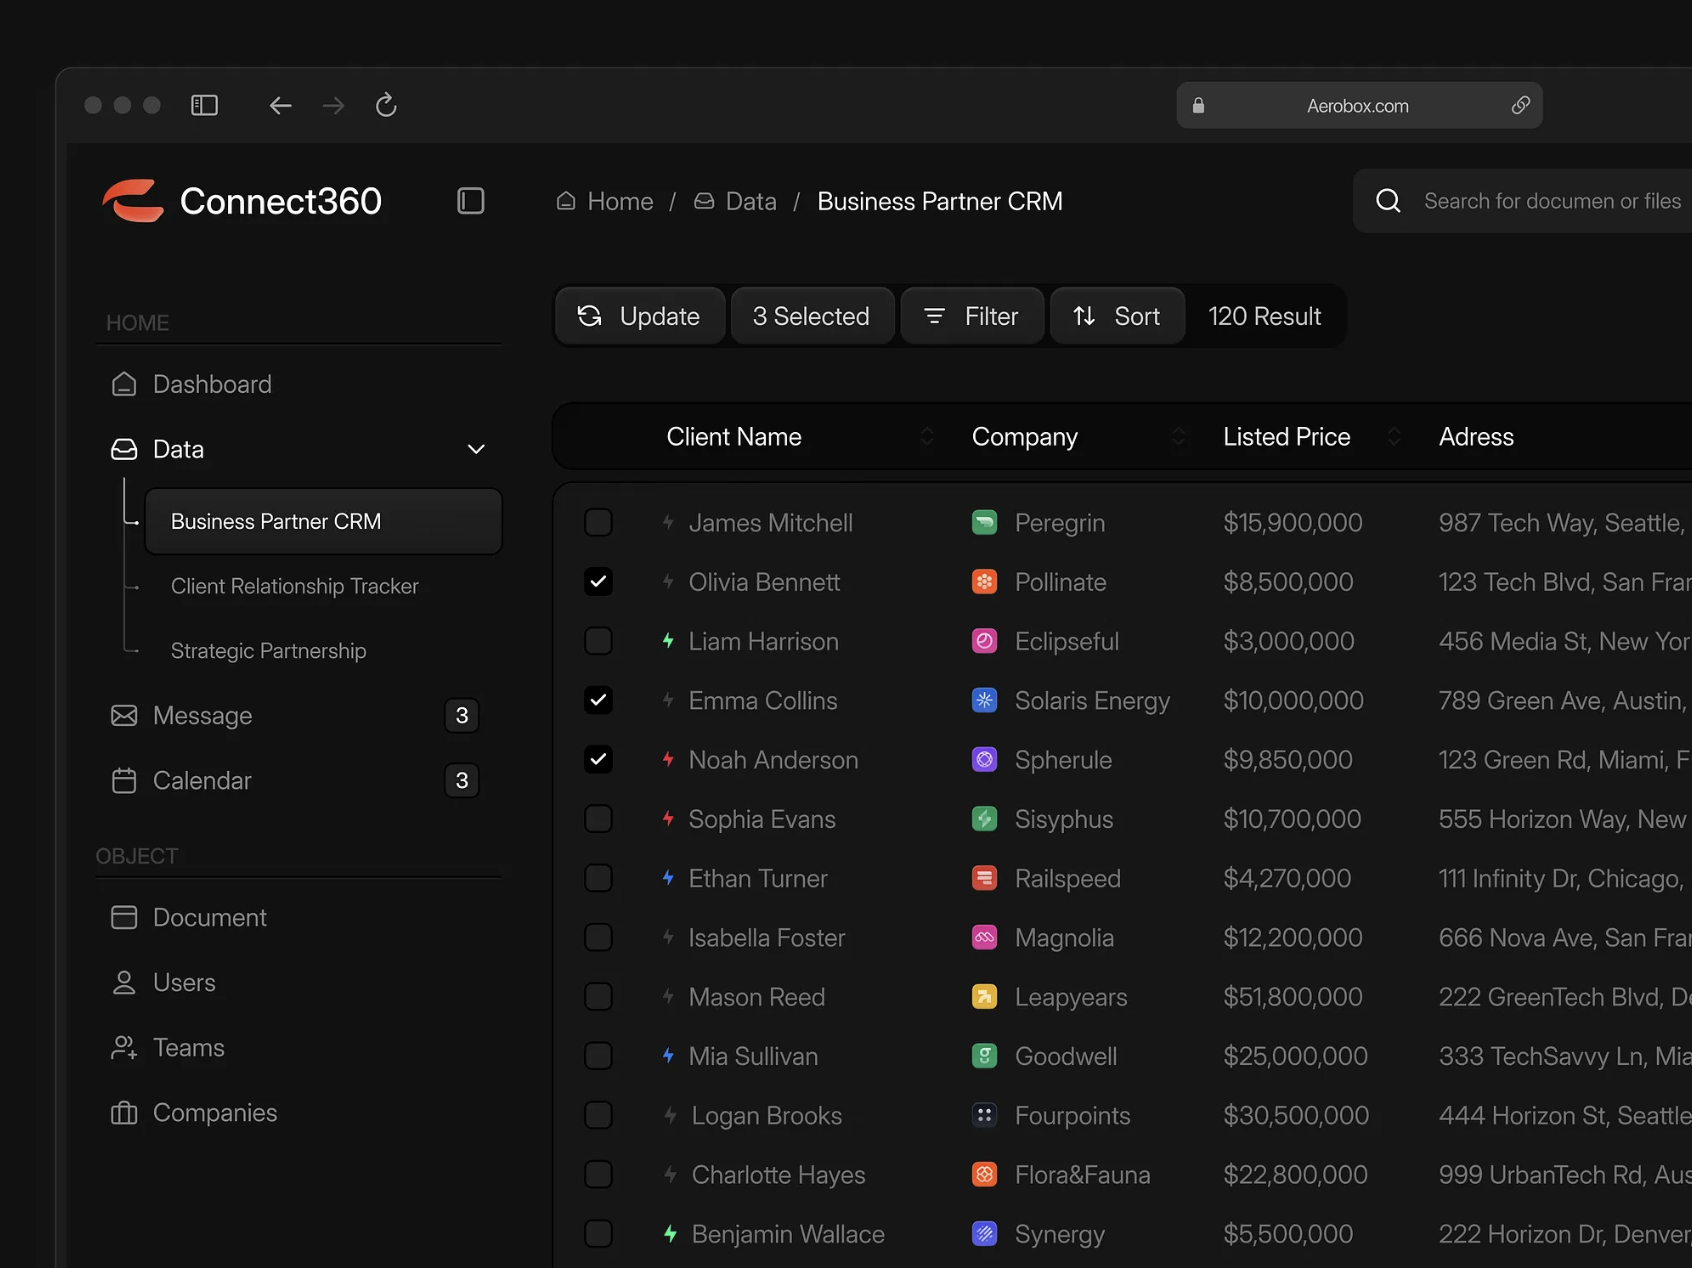 Aerobox.com
Connect360
Home / Data / Business Partner CRM
Search for documen or files
HOME
Dashboard
Data
Business Partner CRM
Client Relationship Tracker
Strategic Partnership
Message 3
Calendar 3
OBJECT
Document
Users
Teams
Companies
Update 3 Selected Filter Sort 120 Result
Client Name Company Listed Price Adress
James Mitchell Peregrin $15,900,000 987 Tech Way, Seattle,
Olivia Bennett Pollinate $8,500,000 123 Tech Blvd, San Fran
Liam Harrison Eclipseful $3,000,000 456 Media St, New Yor
Emma Collins Solaris Energy $10,000,000 789 Green Ave, Austin,
Noah Anderson Spherule $9,850,000 123 Green Rd, Miami, F
Sophia Evans Sisyphus $10,700,000 555 Horizon Way, New
Ethan Turner Railspeed $4,270,000 111 Infinity Dr, Chicago,
Isabella Foster Magnolia $12,200,000 666 Nova Ave, San Fran
Mason Reed Leapyears $51,800,000 222 GreenTech Blvd, De
Mia Sullivan Goodwell $25,000,000 333 TechSavvy Ln, Mia
Logan Brooks Fourpoints $30,500,000 444 Horizon St, Seattle
Charlotte Hayes Flora&Fauna $22,800,000 999 UrbanTech Rd, Aus
Benjamin Wallace Synergy $5,500,000 222 Horizon Dr, Denver,